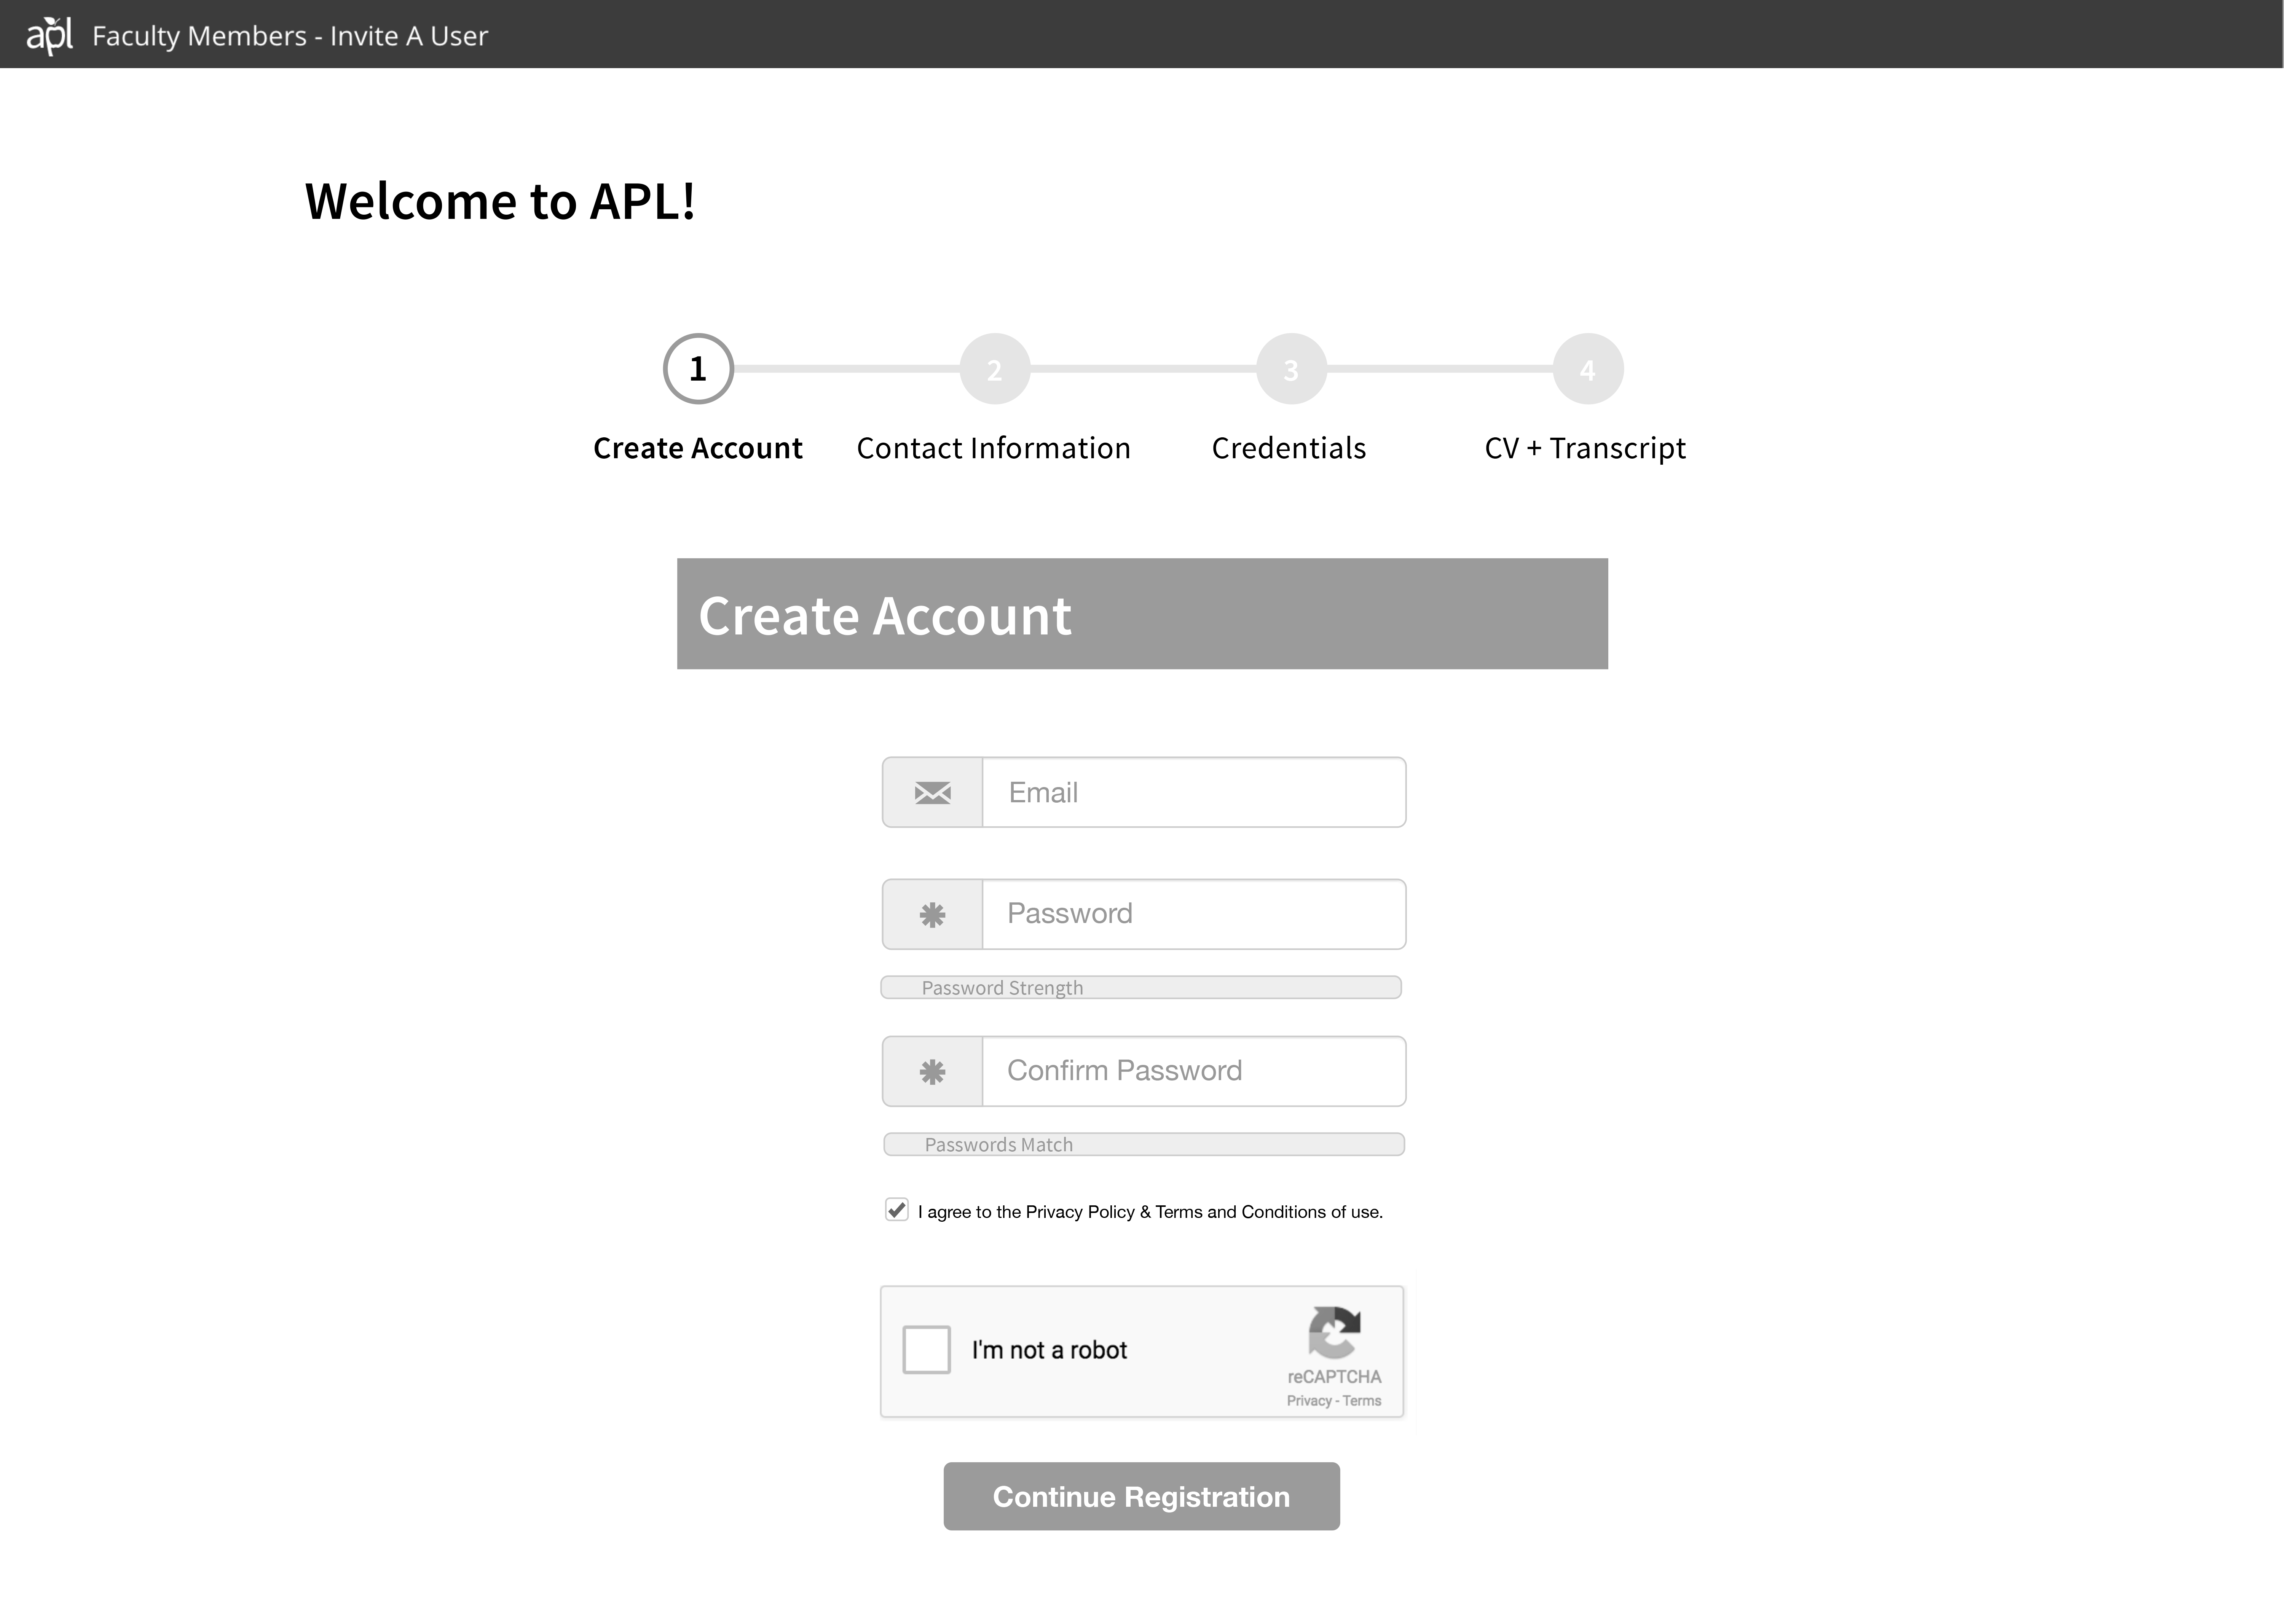 apl Faculty Members - Invite A User
Welcome to APL!
1 2 3 4
Create Account Contact Information Credentials CV + Transcript
Create Account
Email
Password
Password Strength
Confirm Password
Passwords Match
I agree to the Privacy Policy & Terms and Conditions of use.
I'm not a robot
reCAPTCHA
Privacy - Terms
Continue Registration